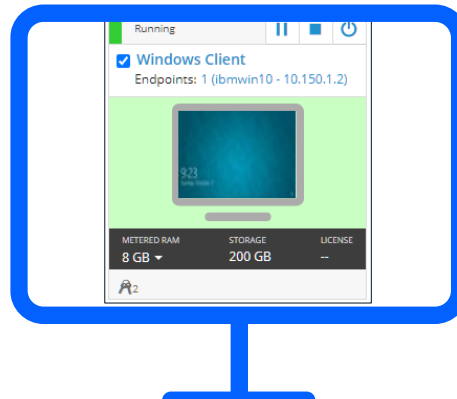 Running
Windows Client
Endpoints: 1 (ibmwin10 - 10.150.1.2)
9:23
METERED RAM STORAGE LICENSE
8 GB 200 GB --
2